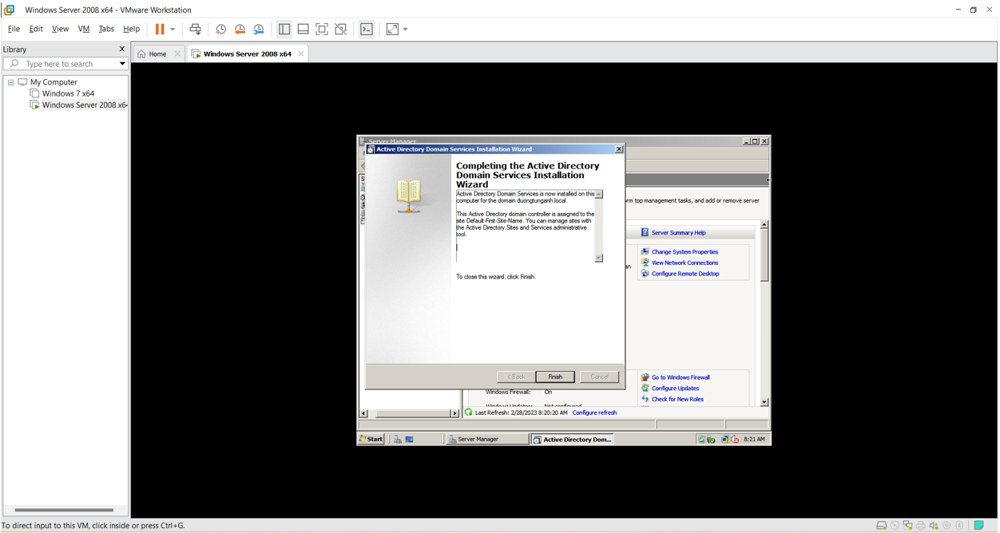 Windows Server 2008 x64 - VMware Workstation
File Edit View VM Tabs Help
Library
Type here to search
My Computer
Windows 7 x64
Windows Server 2008 x64
Home
Windows Server 2008 x64
Server Manager
Active Directory Domain Services Installation Wizard
Completing the Active Directory
Domain Services Installation
Wizard
Active Directory Domain Services is now installed on this
computer for the domain duongtunganh.local.
This Active Directory domain controller is assigned to the
site Default-First-Site-Name. You can manage sites with
the Active Directory Sites and Services administrative
tool.
To close this wizard, click Finish.
< Back
Finish
Cancel
rm top management tasks, and add or remove server
Server Summary Help
Change System Properties
View Network Connections
an
Configure Remote Desktop
Go to Windows Firewall
Configure Updates
Check for New Roles
Windows Firewall: On
Last Refresh: 2/28/2023 8:20:20 AM Configure refresh
Start
Server Manager
Active Directory Dom...
8:21 AM
To direct input to this VM, click inside or press Ctrl+G.